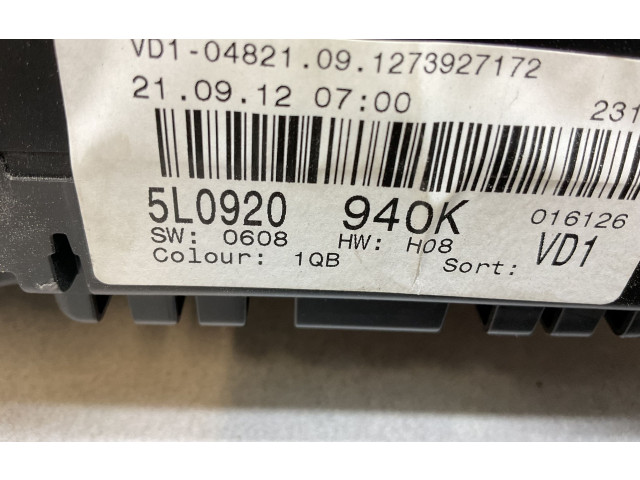 VD1-04821.09.1273927172
21.09.12 07:00 231
5L0920 940K 016126
SW: 0608 HW: H08 VD1
Colour: 1QB Sort: